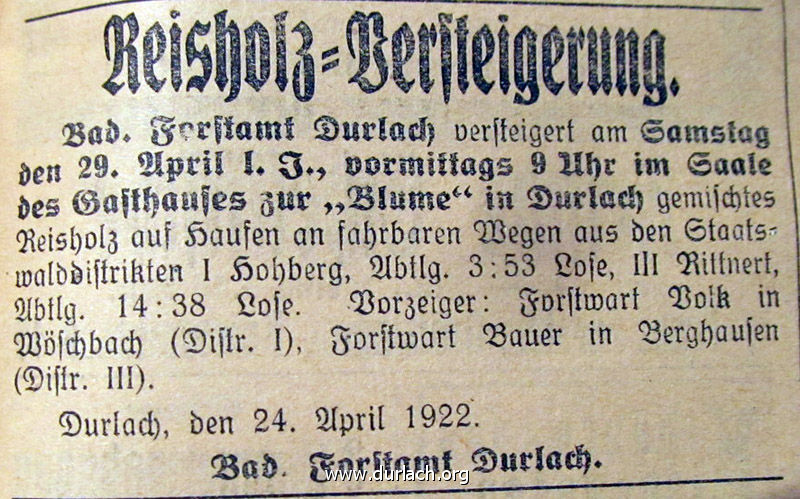 Reisholz=Versteigerung.
Bad. Forstamt Durlach versteigert am Samstag
den 29. April l. J., vormittags 9 Uhr im Saale
des Gasthauses zur „Blume“ in Durlach gemischtes
Reisholz auf Haufen an fahrbaren Wegen aus den Staats-
walddistrikten I Hohberg, Abtlg. 3:53 Lose, III Rittnert,
Abtlg. 14:38 Lose. Vorzeiger: Forstwart Volk in
Wöschbach (Distr. I), Forstwart Bauer in Berghausen
(Distr. III).
Durlach, den 24. April 1922.
Bad. Forstamt Durlach.
www.durlach.org